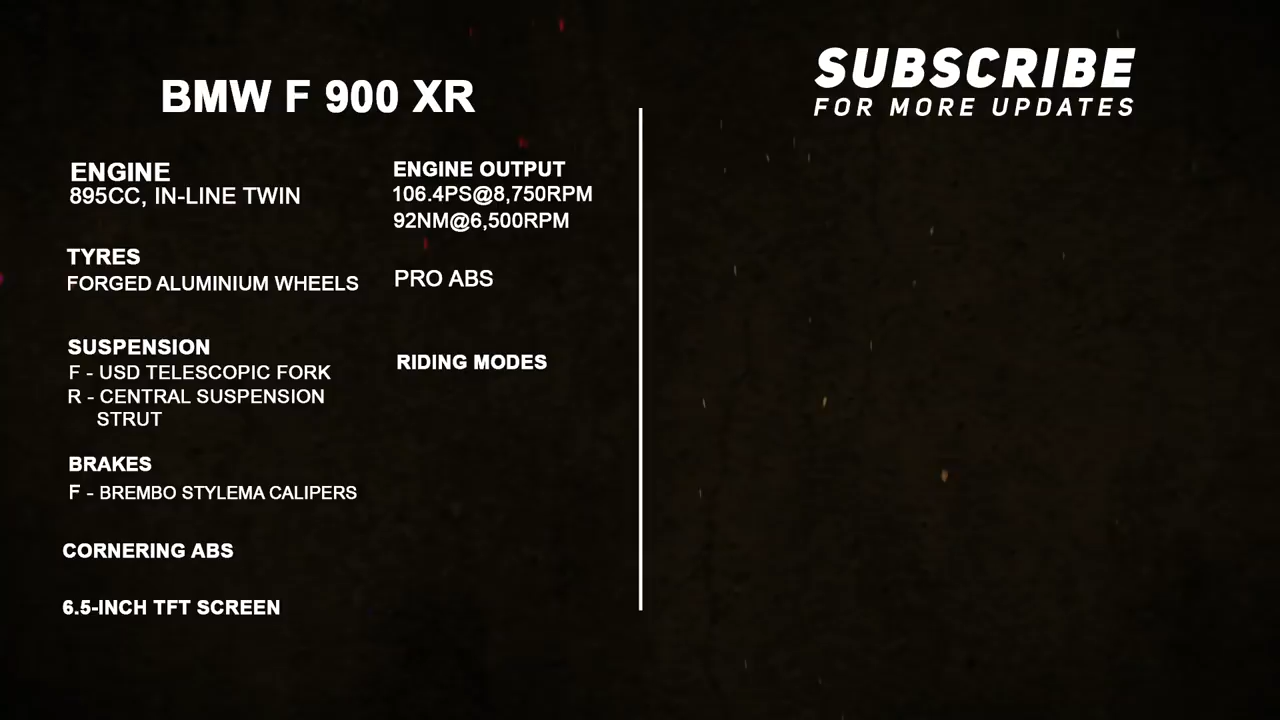 BMW F 900 XR
ENGINE
895CC, IN-LINE TWIN
TYRES
FORGED ALUMINIUM WHEELS
SUSPENSION
F - USD TELESCOPIC FORK
R - CENTRAL SUSPENSION
STRUT
BRAKES
F - BREMBO STYLEMA CALIPERS
CORNERING ABS
6.5-INCH TFT SCREEN
ENGINE OUTPUT
106.4PS@8,750RPM
92NM@6,500RPM
PRO ABS
RIDING MODES
SUBSCRIBE
FOR MORE UPDATES